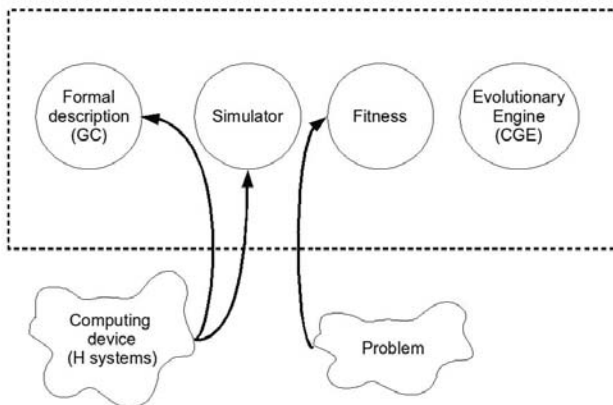 Formal
description
(GC)
Simulator
Fitness
Evolutionary
Engine
(CGE)
Computing
device
(H systems)
Problem